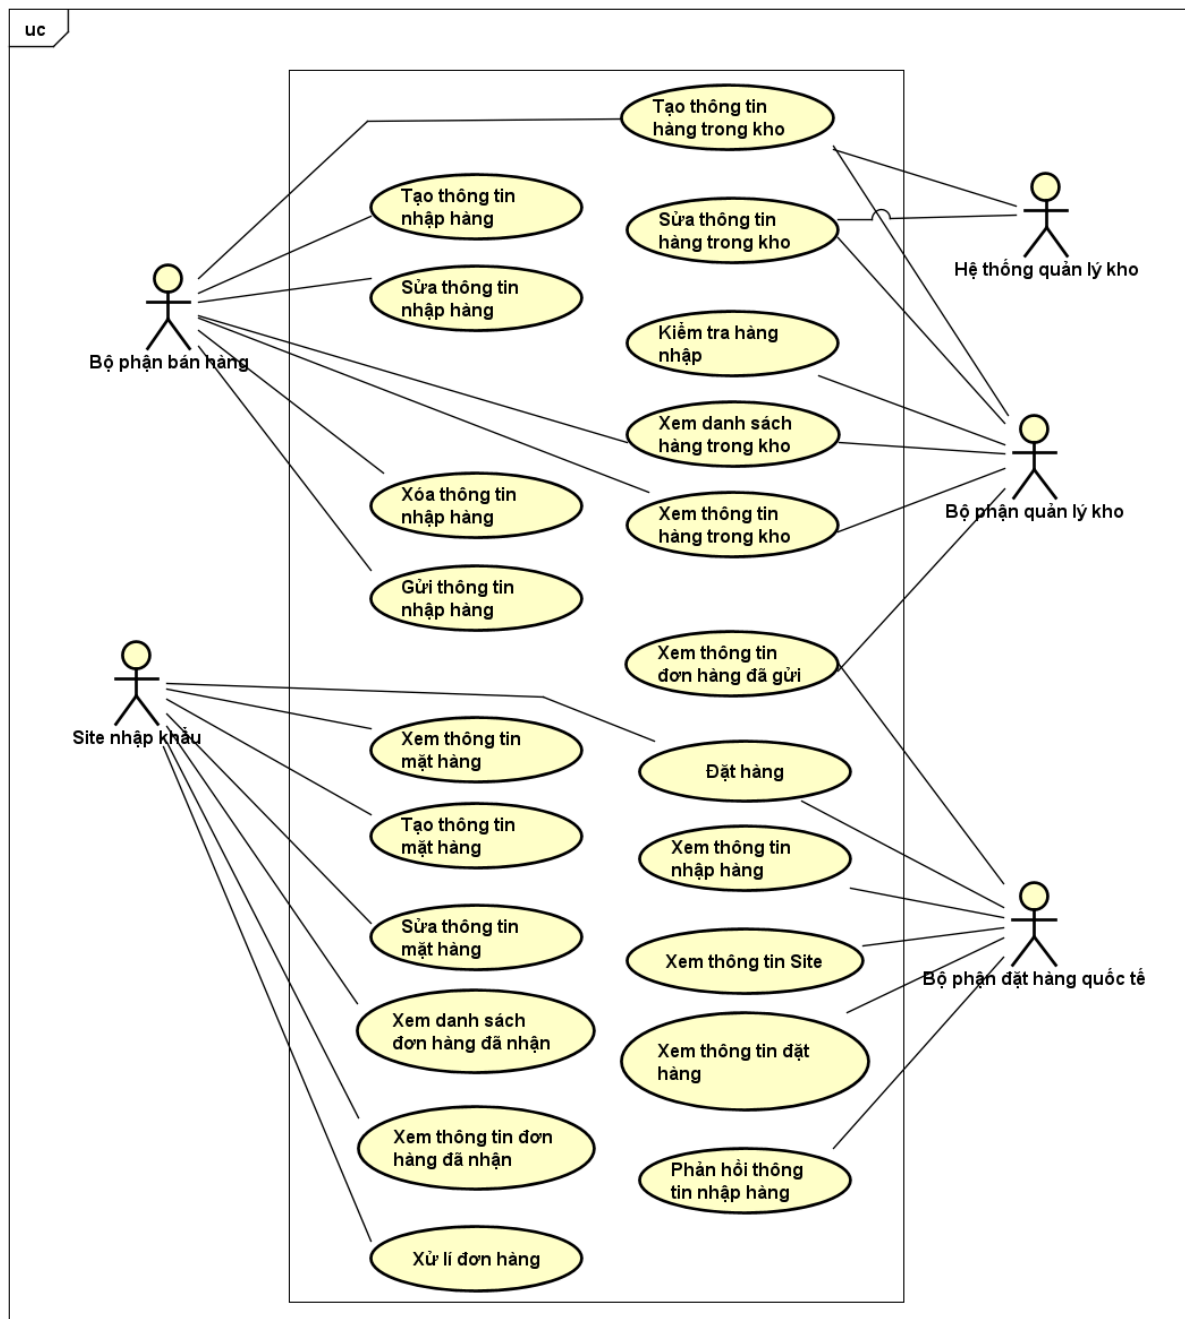 uc
Tạo thông tin
hàng trong kho
Tạo thông tin
nhập hàng
Sửa thông tin
hàng trong kho
Hệ thống quản lý kho
Sửa thông tin
nhập hàng
Bộ phận bán hàng
Kiểm tra hàng
nhập
Xem danh sách
hàng trong kho
Xóa thông tin
nhập hàng
Xem thông tin
hàng trong kho
Bộ phận quản lý kho
Gửi thông tin
nhập hàng
Xem thông tin
đơn hàng đã gửi
Site nhập khẩu
Xem thông tin
mặt hàng
Đặt hàng
Tạo thông tin
mặt hàng
Xem thông tin
nhập hàng
Sửa thông tin
mặt hàng
Xem thông tin Site
Bộ phận đặt hàng quốc tế
Xem danh sách
đơn hàng đã nhận
Xem thông tin đặt
hàng
Xem thông tin đơn
hàng đã nhận
Phản hồi thông
tin nhập hàng
Xử lí đơn hàng